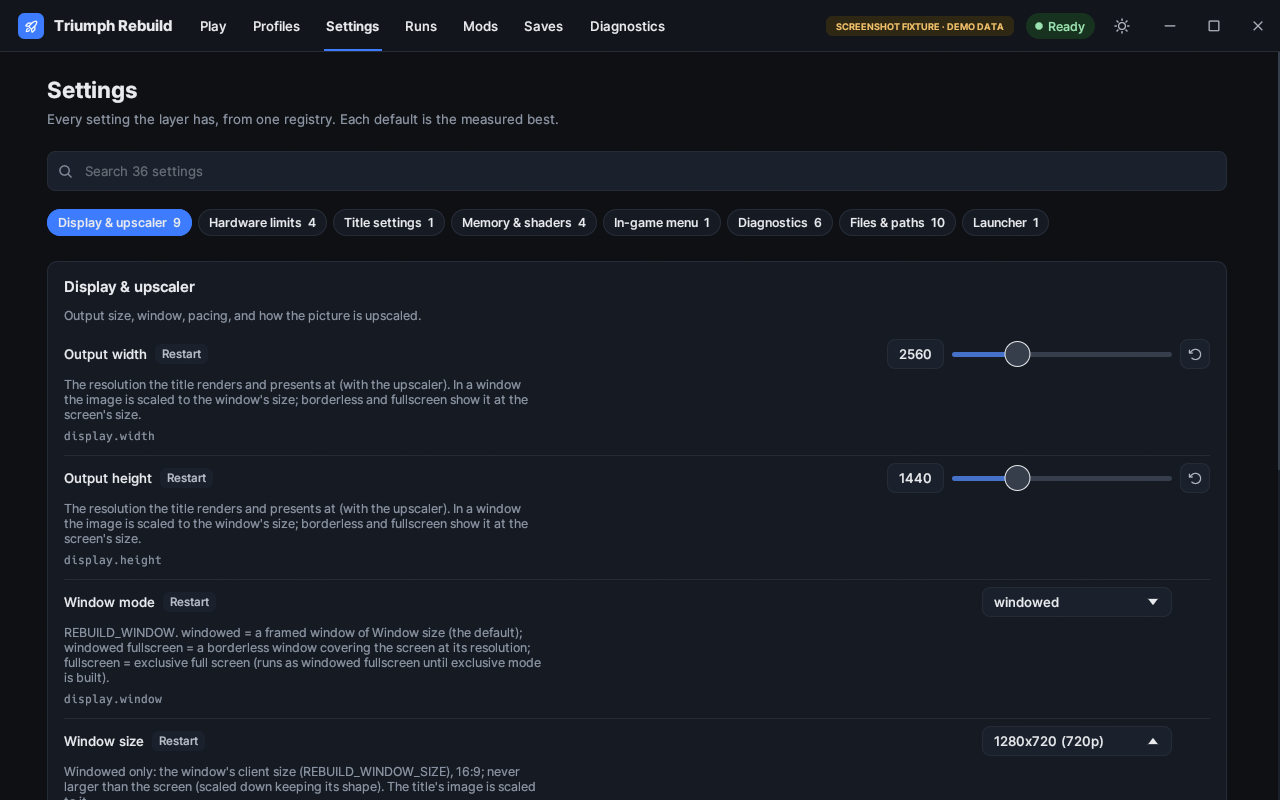 Triumph Rebuild
Play
Profiles
Settings
Runs
Mods
Saves
Diagnostics
SCREENSHOT FIXTURE · DEMO DATA
Ready
Settings
Every setting the layer has, from one registry. Each default is the measured best.
Search 36 settings
Display & upscaler 9
Hardware limits 4
Title settings 1
Memory & shaders 4
In-game menu 1
Diagnostics 6
Files & paths 10
Launcher 1
Display & upscaler
Output size, window, pacing, and how the picture is upscaled.
Output width Restart
2560
The resolution the title renders and presents at (with the upscaler). In a window
the image is scaled to the window's size; borderless and fullscreen show it at the
screen's size.
display.width
Output height Restart
1440
The resolution the title renders and presents at (with the upscaler). In a window
the image is scaled to the window's size; borderless and fullscreen show it at the
screen's size.
display.height
Window mode Restart
windowed
REBUILD_WINDOW. windowed = a framed window of Window size (the default);
windowed fullscreen = a borderless window covering the screen at its resolution;
fullscreen = exclusive full screen (runs as windowed fullscreen until exclusive mode
is built).
display.window
Window size Restart
1280x720 (720p)
Windowed only: the window's client size (REBUILD_WINDOW_SIZE), 16:9; never
larger than the screen (scaled down keeping its shape). The title's image is scaled